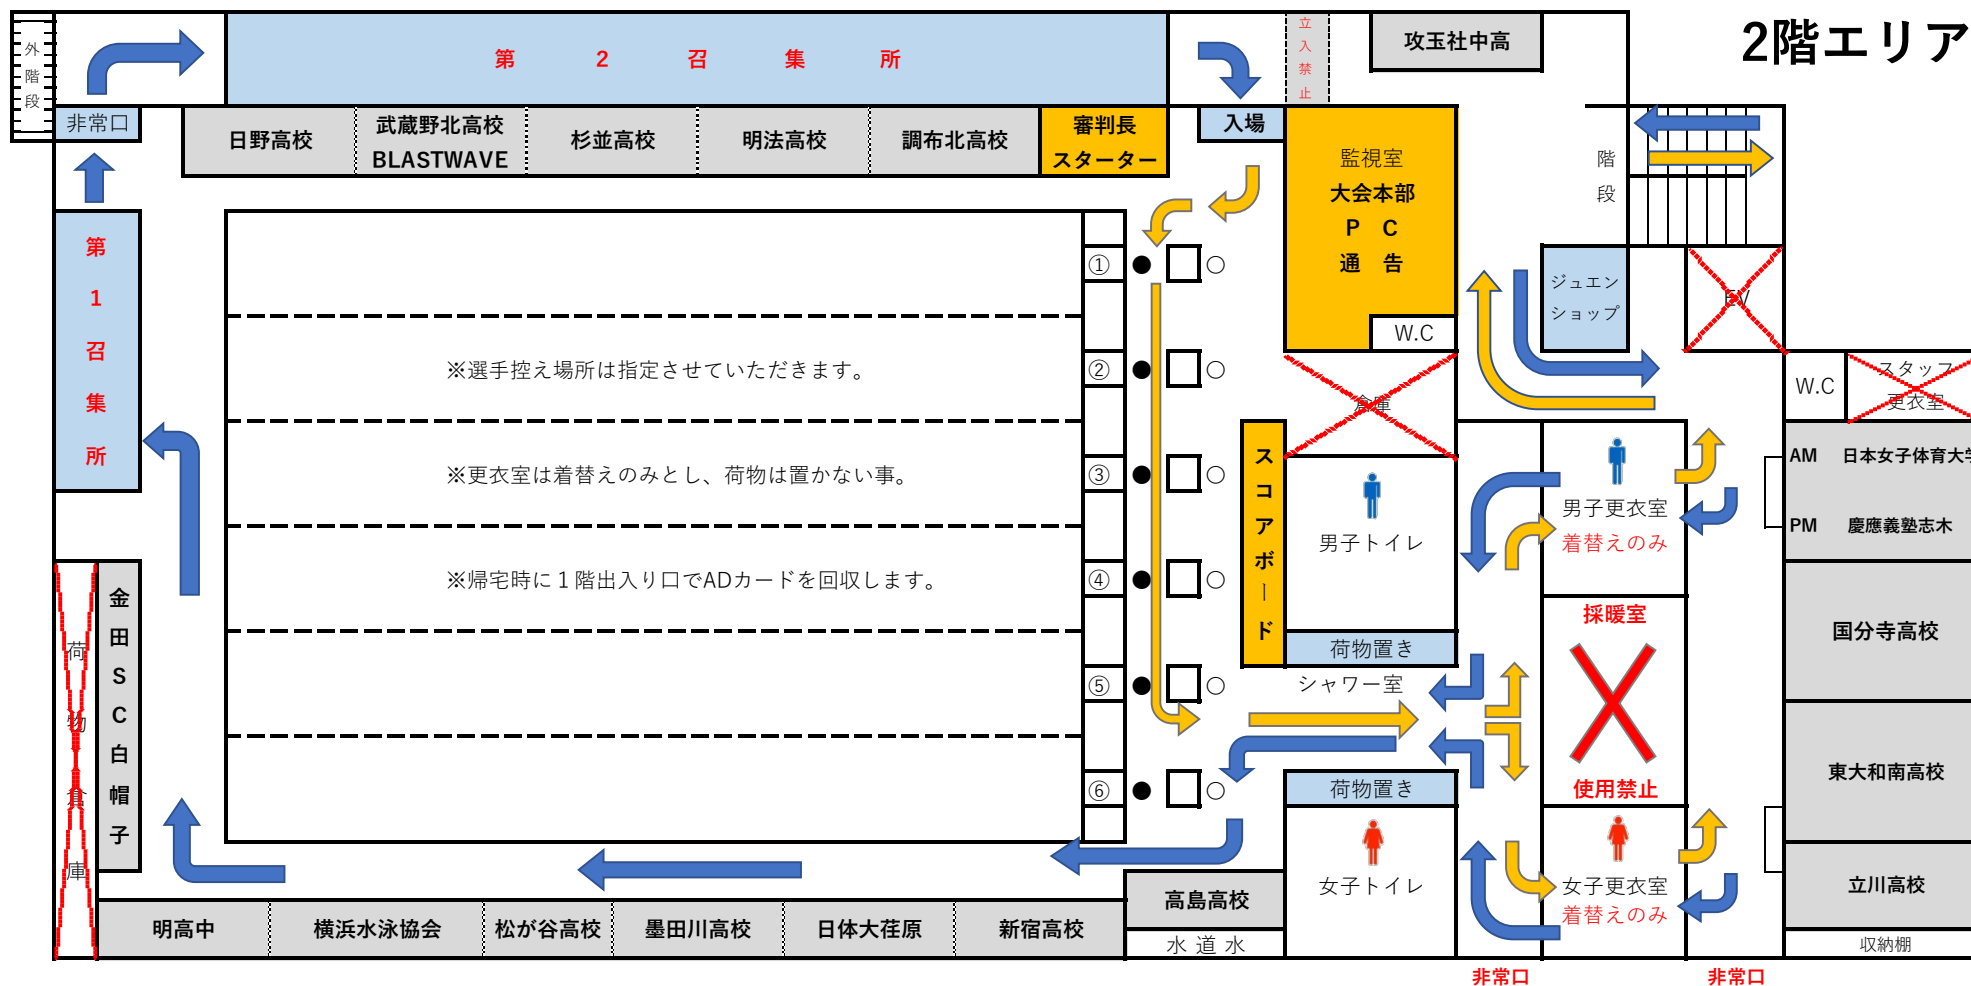 2階エリア
外階段
第2召集所
立入禁止
攻玉社中高
非常口
日野高校
武蔵野北高校
BLASTWAVE
杉並高校
明法高校
調布北高校
審判長
スターター
入場
監視室
大会本部
P C
通 告
W.C
階段
ジュエン
ショップ
EV
第1召集所
①
②
③
④
⑤
⑥
※選手控え場所は指定させていただきます。
※更衣室は着替えのみとし、荷物は置かない事。
※帰宅時に1階出入り口でADカードを回収します。
倉庫
スコアボード
W.C
スタッフ
更衣室
AM 日本女子体育大学
PM 慶應義塾志木
男子トイレ
男子更衣室
着替えのみ
荷物置き
シャワー室
採暖室
使用禁止
国分寺高校
東大和南高校
立川高校
収納棚
金田SC白帽子
荷物倉庫
荷物置き
女子トイレ
女子更衣室
着替えのみ
高島高校
水道水
明高中
横浜水泳協会
松が谷高校
墨田川高校
日体大荏原
新宿高校
非常口
非常口